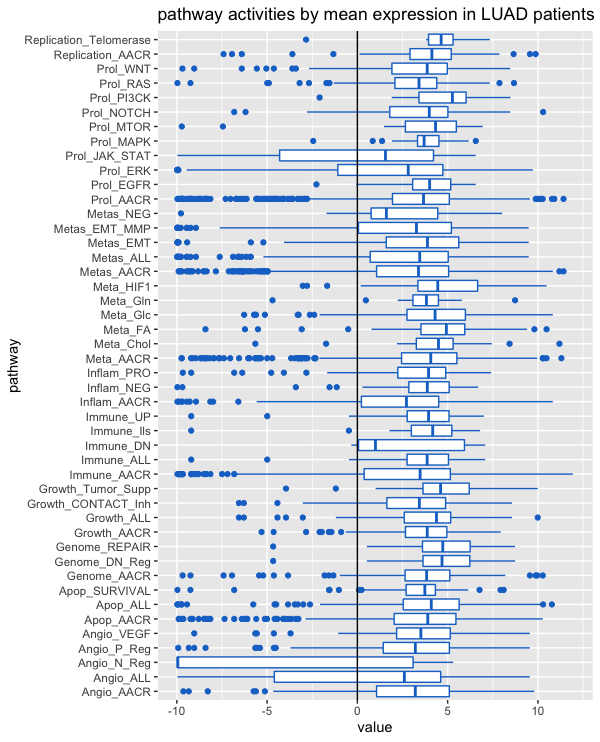 pathway activities by mean expression in LUAD patients
pathway
Replication_Telomerase
Replication_AACR
Prol_WNT
Prol_RAS
Prol_PI3CK
Prol_NOTCH
Prol_MTOR
Prol_MAPK
Prol_JAK_STAT
Prol_ERK
Prol_EGFR
Prol_AACR
Metas_NEG
Metas_EMT_MMP
Metas_EMT
Metas_ALL
Metas_AACR
Meta_HIF1
Meta_Gln
Meta_Glc
Meta_FA
Meta_Chol
Meta_AACR
Inflam_PRO
Inflam_NEG
Inflam_AACR
Immune_UP
Immune_IIs
Immune_DN
Immune_ALL
Immune_AACR
Growth_Tumor_Supp
Growth_CONTACT_Inh
Growth_ALL
Growth_AACR
Genome_REPAIR
Genome_DN_Reg
Genome_AACR
Apop_SURVIVAL
Apop_ALL
Apop_AACR
Angio_VEGF
Angio_P_Reg
Angio_N_Reg
Angio_ALL
Angio_AACR
-10 -5 0 5 10
value